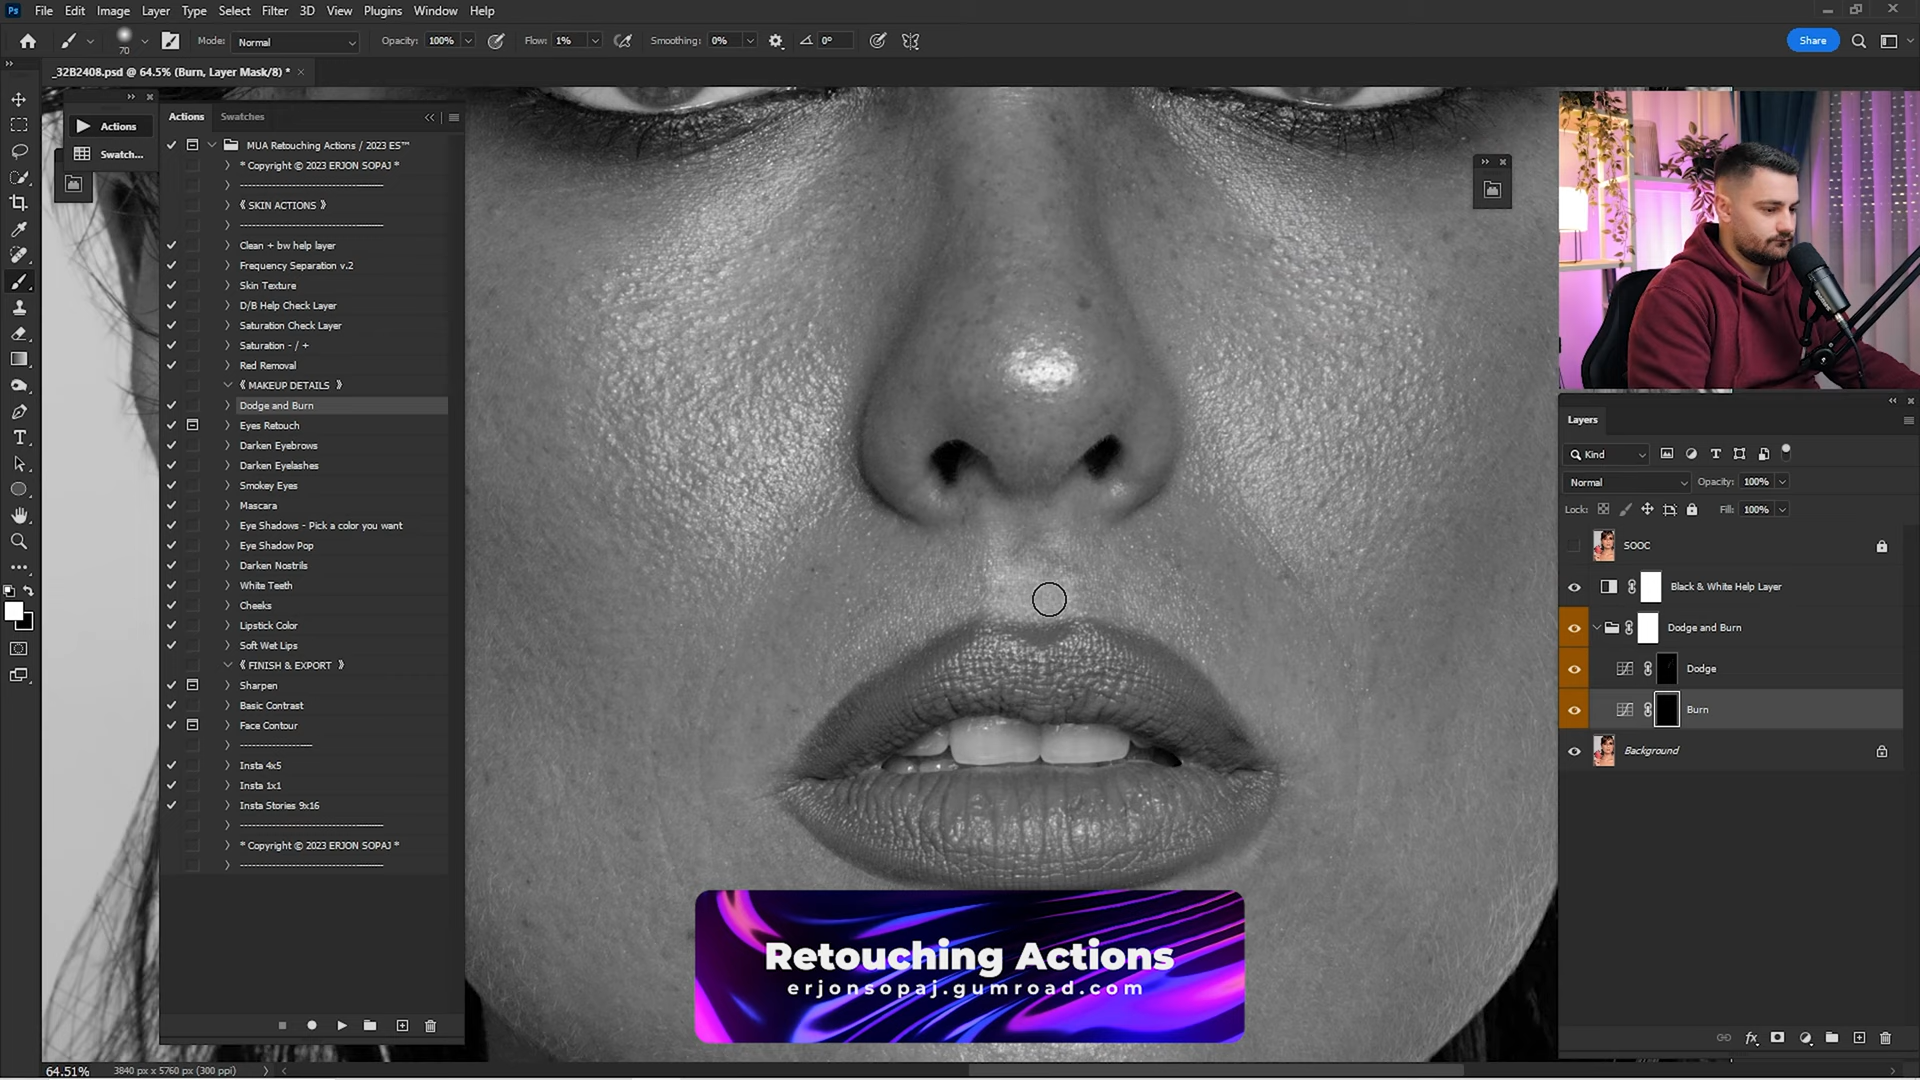 Ps File Edit Image Layer Type Select Filter 3D View Plugins Window Help
70 Mode: Normal Opacity: 100% Flow: 1% Smoothing: 0% 0° Share
_32B2408.psd @ 64.5% (Burn, Layer Mask/8) *
Actions
Swatch...
Actions Swatches
MUA Retouching Actions / 2023 ES™
* Copyright © 2023 ERJON SOPAJ *
----------------------------------------
《 SKIN ACTIONS 》
----------------------------------------
Clean + bw help layer
Frequency Separation v.2
Skin Texture
D/B Help Check Layer
Saturation Check Layer
Saturation - / +
Red Removal
《 MAKEUP DETAILS 》
Dodge and Burn
Eyes Retouch
Darken Eyebrows
Darken Eyelashes
Smokey Eyes
Mascara
Eye Shadows - Pick a color you want
Eye Shadow Pop
Darken Nostrils
White Teeth
Cheeks
Lipstick Color
Soft Wet Lips
《 FINISH & EXPORT 》
Sharpen
Basic Contrast
Face Contour
--------------------
Insta 4x5
Insta 1x1
Insta Stories 9x16
----------------------------------------
* Copyright © 2023 ERJON SOPAJ *
----------------------------------------
Retouching Actions
erjonsopaj.gumroad.com
Layers
Kind
Normal Opacity: 100%
Lock: Fill: 100%
SOOC
Black & White Help Layer
Dodge and Burn
Dodge
Burn
Background
fx
64.51% 3840 px x 5760 px (300 ppi)